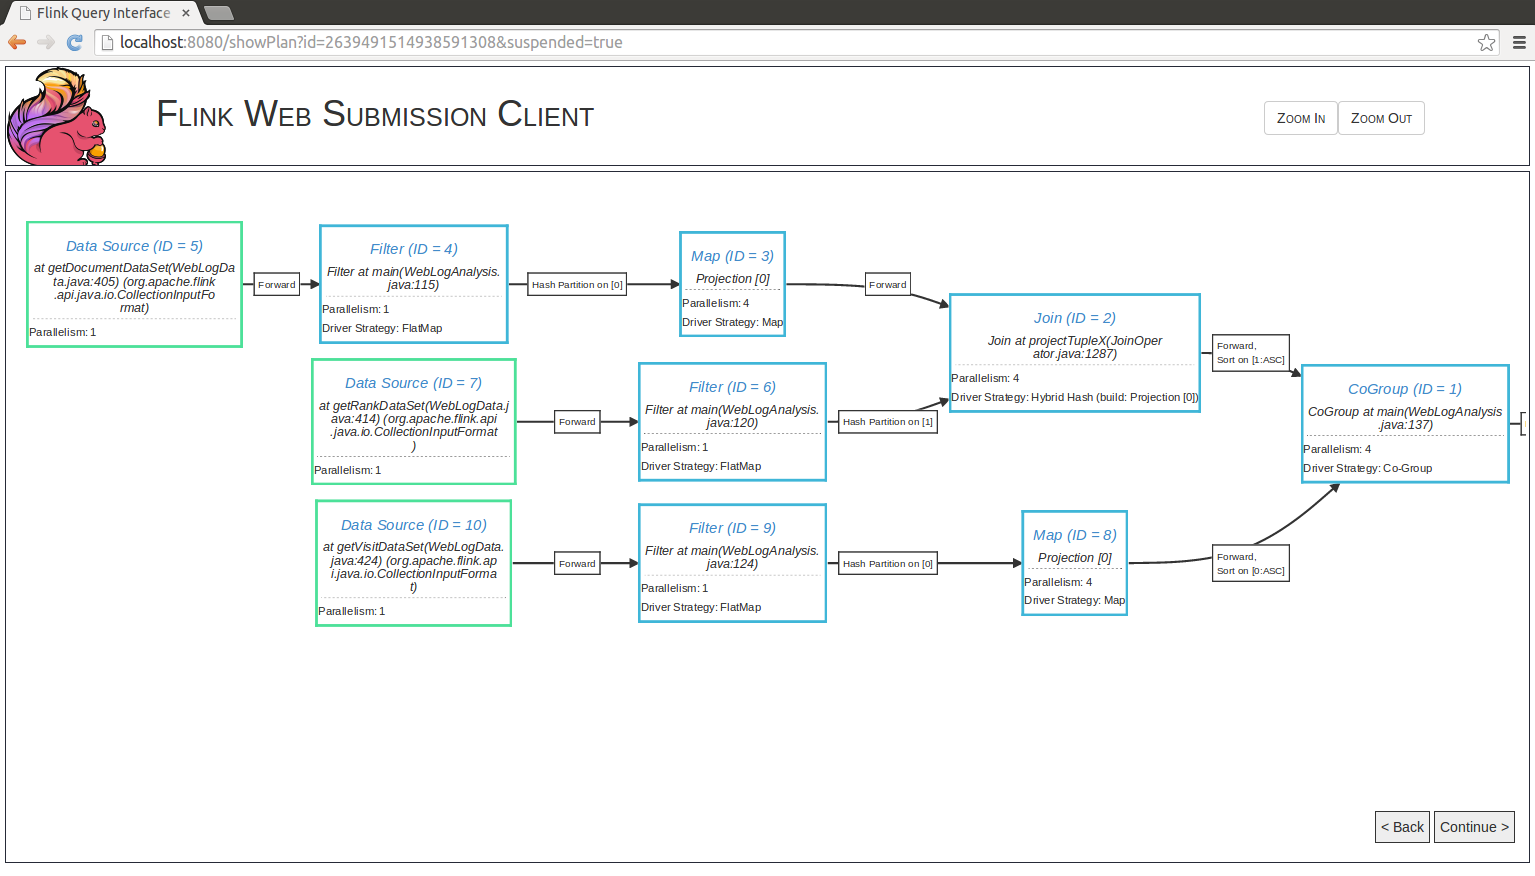 Flink Query Interface
localhost:8080/showPlan?id=2639491514938591308&suspended=true
Flink Web Submission Client
Zoom In
Zoom Out
Data Source (ID = 5)
at getDocumentDataSet(WebLogDa
ta.java:405) (org.apache.flink
.api.java.io.CollectionInputFo
rmat)
Parallelism: 1
Forward
Filter (ID = 4)
Filter at main(WebLogAnalysis.
java:115)
Parallelism: 1
Driver Strategy: FlatMap
Hash Partition on [0]
Map (ID = 3)
Projection [0]
Parallelism: 4
Driver Strategy: Map
Forward
Join (ID = 2)
Join at projectTupleX(JoinOper
ator.java:1287)
Parallelism: 4
Driver Strategy: Hybrid Hash (build: Projection [0])
Forward,
Sort on [1:ASC]
CoGroup (ID = 1)
CoGroup at main(WebLogAnalysis
.java:137)
Parallelism: 4
Driver Strategy: Co-Group
Data Source (ID = 7)
at getRankDataSet(WebLogData.j
ava:414) (org.apache.flink.api
.java.io.CollectionInputFormat
)
Parallelism: 1
Forward
Filter (ID = 6)
Filter at main(WebLogAnalysis.
java:120)
Parallelism: 1
Driver Strategy: FlatMap
Hash Partition on [1]
Data Source (ID = 10)
at getVisitDataSet(WebLogData.
java:424) (org.apache.flink.ap
i.java.io.CollectionInputForma
t)
Parallelism: 1
Forward
Filter (ID = 9)
Filter at main(WebLogAnalysis.
java:124)
Parallelism: 1
Driver Strategy: FlatMap
Hash Partition on [0]
Map (ID = 8)
Projection [0]
Parallelism: 4
Driver Strategy: Map
Forward,
Sort on [0:ASC]
< Back
Continue >